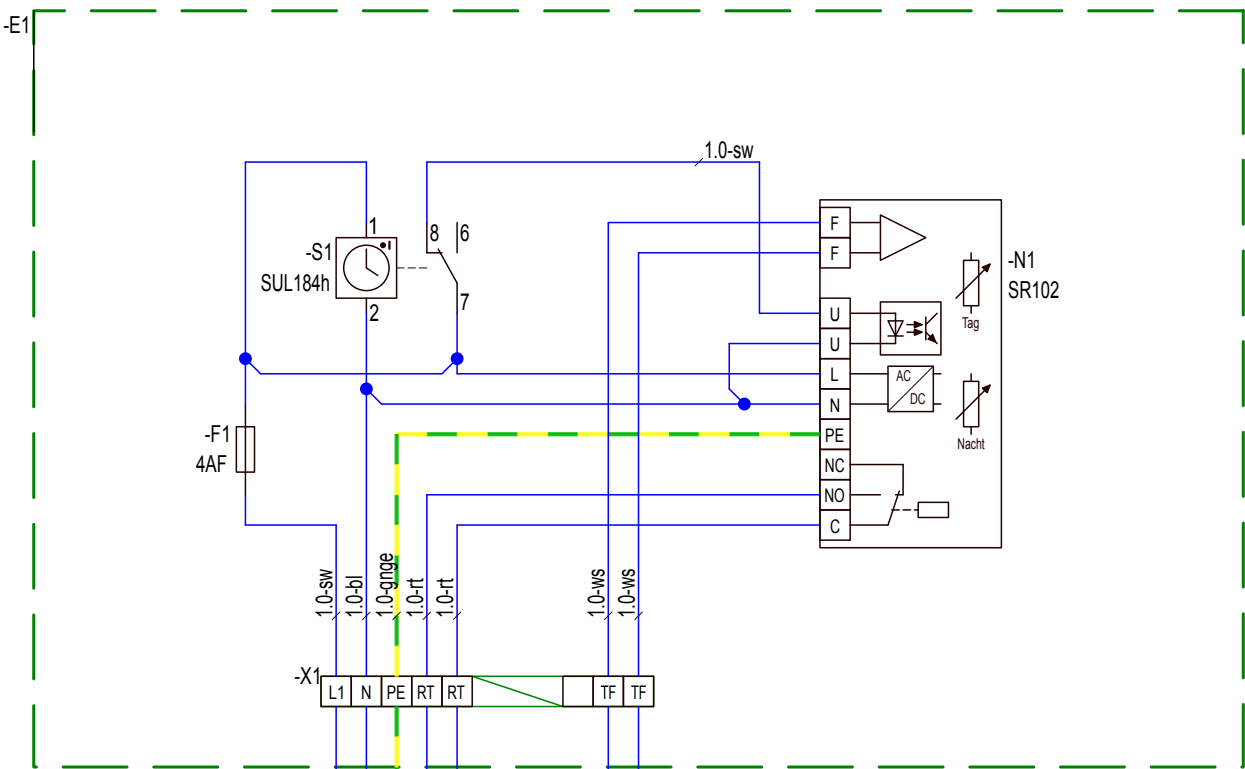 -E1
1.0-sw
1
8
6
F
-S1
F
-N1
SUL184h
SR102
7
2
U
Tag
U
L
AC
DC
N
-F1
PE
Nacht
4AF
NC
NO
C
1.0-sw
1.0-bl
1.0-gnge
1.0-rt
1.0-rt
1.0-ws
1.0-ws
-X1
L1
N
PE
RT
RT
TF
TF